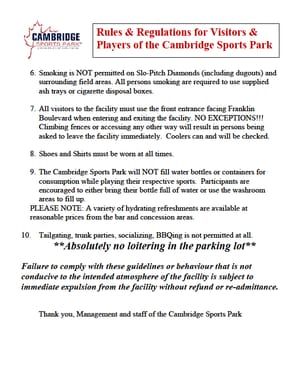 CAMBRIDGE
SPORTS PARK
Rules & Regulations for Visitors &
Players of the Cambridge Sports Park
6. Smoking is NOT permitted on Slo-Pitch Diamonds (including dugouts) and
surrounding field areas. All persons smoking are required to use supplied
ash trays or cigarette disposal boxes.
7. All visitors to the facility must use the front entrance facing Franklin
Boulevard when entering and exiting the facility. NO EXCEPTIONS!!!
Climbing fences or accessing any other way will result in persons being
asked to leave the facility immediately. Coolers can and will be checked.
8. Shoes and Shirts must be worn at all times.
9. The Cambridge Sports Park will NOT fill water bottles or containers for
consumption while playing their respective sports. Participants are
encouraged to either bring their bottle full of water or use the washroom
areas to fill up.
PLEASE NOTE: A variety of hydrating refreshments are available at
reasonable prices from the bar and concession areas.
10. Tailgating, trunk parties, socializing, BBQing is not permitted at all.
**Absolutely no loitering in the parking lot**
Failure to comply with these guidelines or behaviour that is not
conducive to the intended atmosphere of the facility is subject to
immediate expulsion from the facility without refund or re-admittance.
Thank you, Management and staff of the Cambridge Sports Park